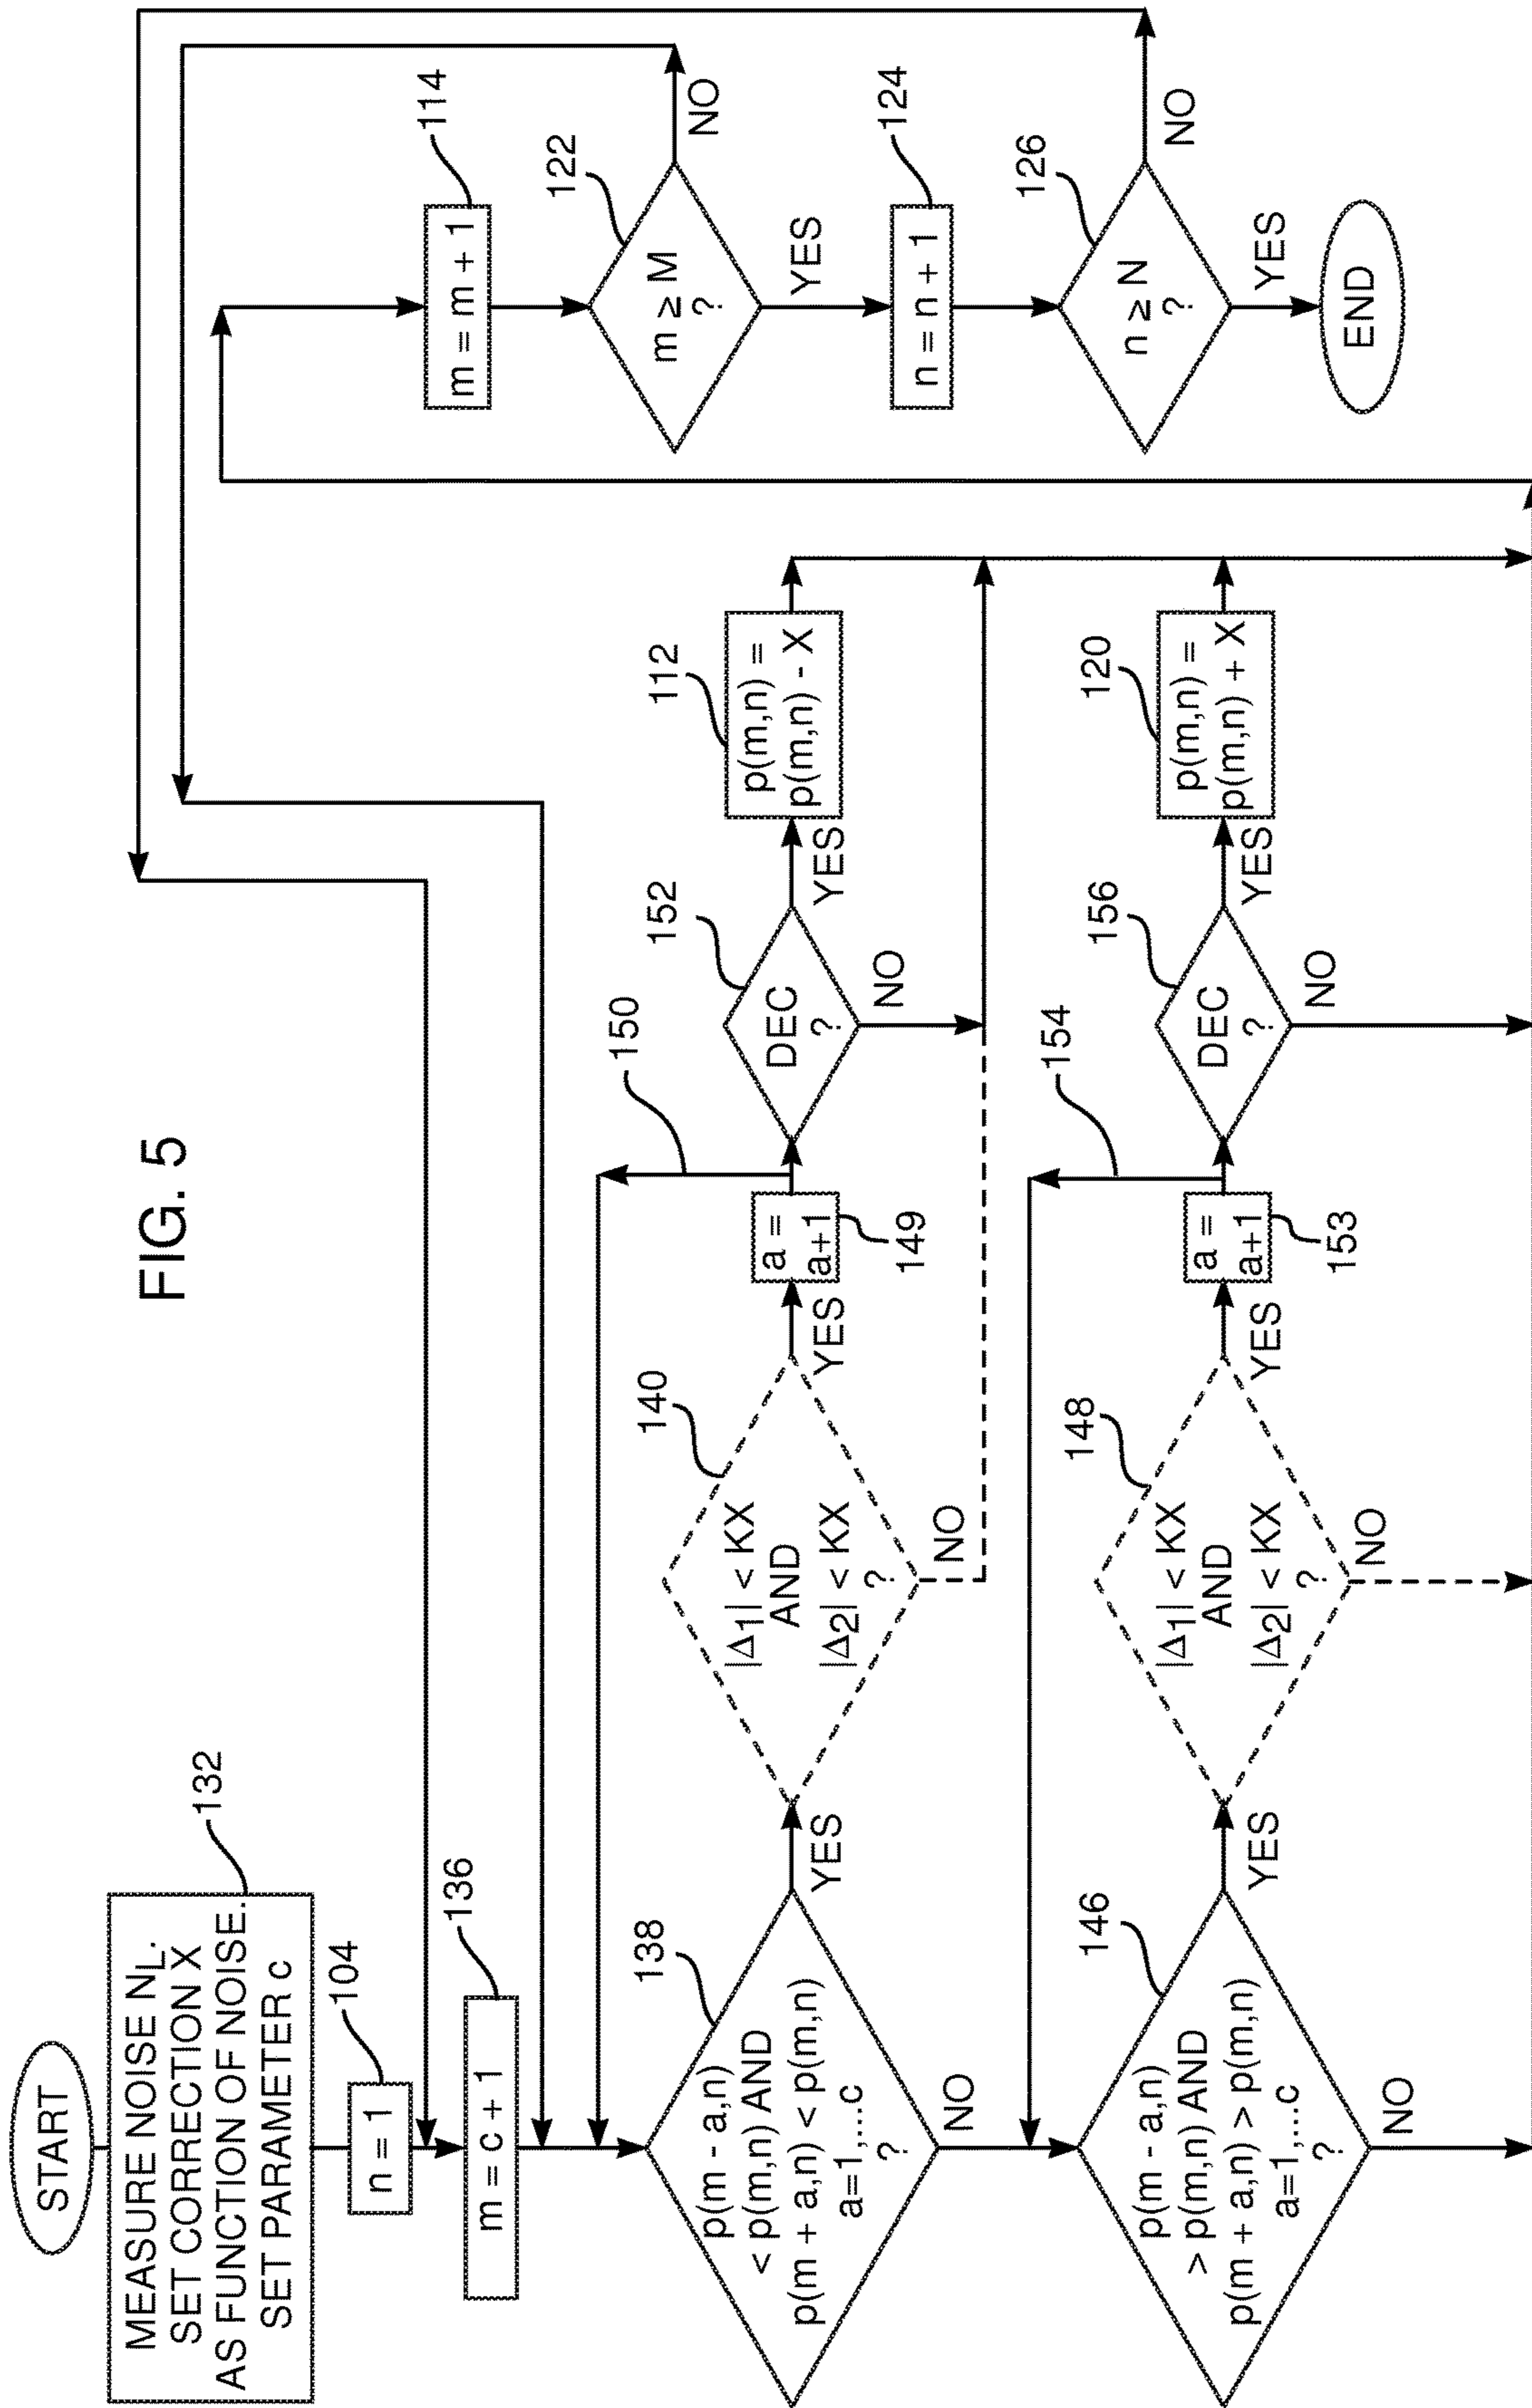 FIG. 5
START
MEASURE NOISE NL.
SET CORRECTION X
AS FUNCTION OF NOISE.
SET PARAMETER c
132
n = 1
104
m = c + 1
136
p(m - a,n)
< p(m,n) AND
p(m + a,n) < p(m,n)
a=1,...c
?
138
YES
NO
|Δ1| < KX
AND
|Δ2| < KX
?
140
YES
NO
a =
a+1
149
150
DEC
?
152
YES
NO
p(m,n) =
p(m,n) - X
112
p(m - a,n)
> p(m,n) AND
p(m + a,n) > p(m,n)
a=1,...c
?
146
YES
NO
|Δ1| < KX
AND
|Δ2| < KX
?
148
YES
NO
a =
a+1
153
154
DEC
?
156
YES
NO
p(m,n) =
p(m,n) + X
120
m = m + 1
114
m ≥ M
?
122
NO
YES
n = n + 1
124
n ≥ N
?
126
NO
YES
END